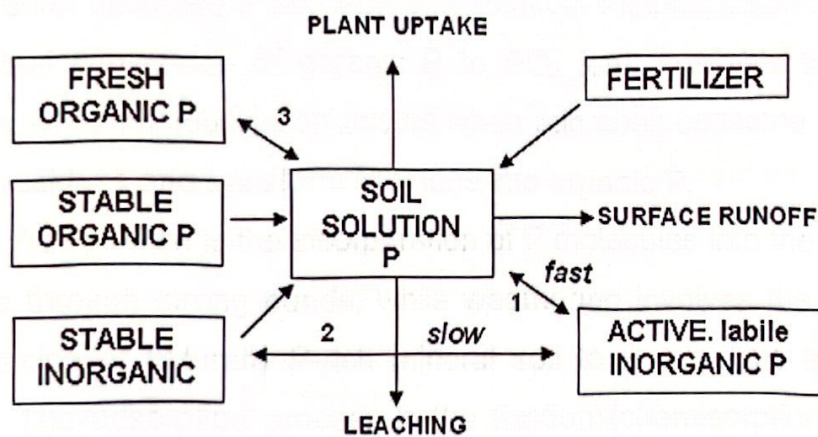 PLANT UPTAKE
FRESH
ORGANIC P
FERTILIZER
3
STABLE
ORGANIC P
SOIL
SOLUTION
P
SURFACE RUNOFF
fast
1
STABLE
INORGANIC
2
slow
ACTIVE. labile
INORGANIC P
LEACHING